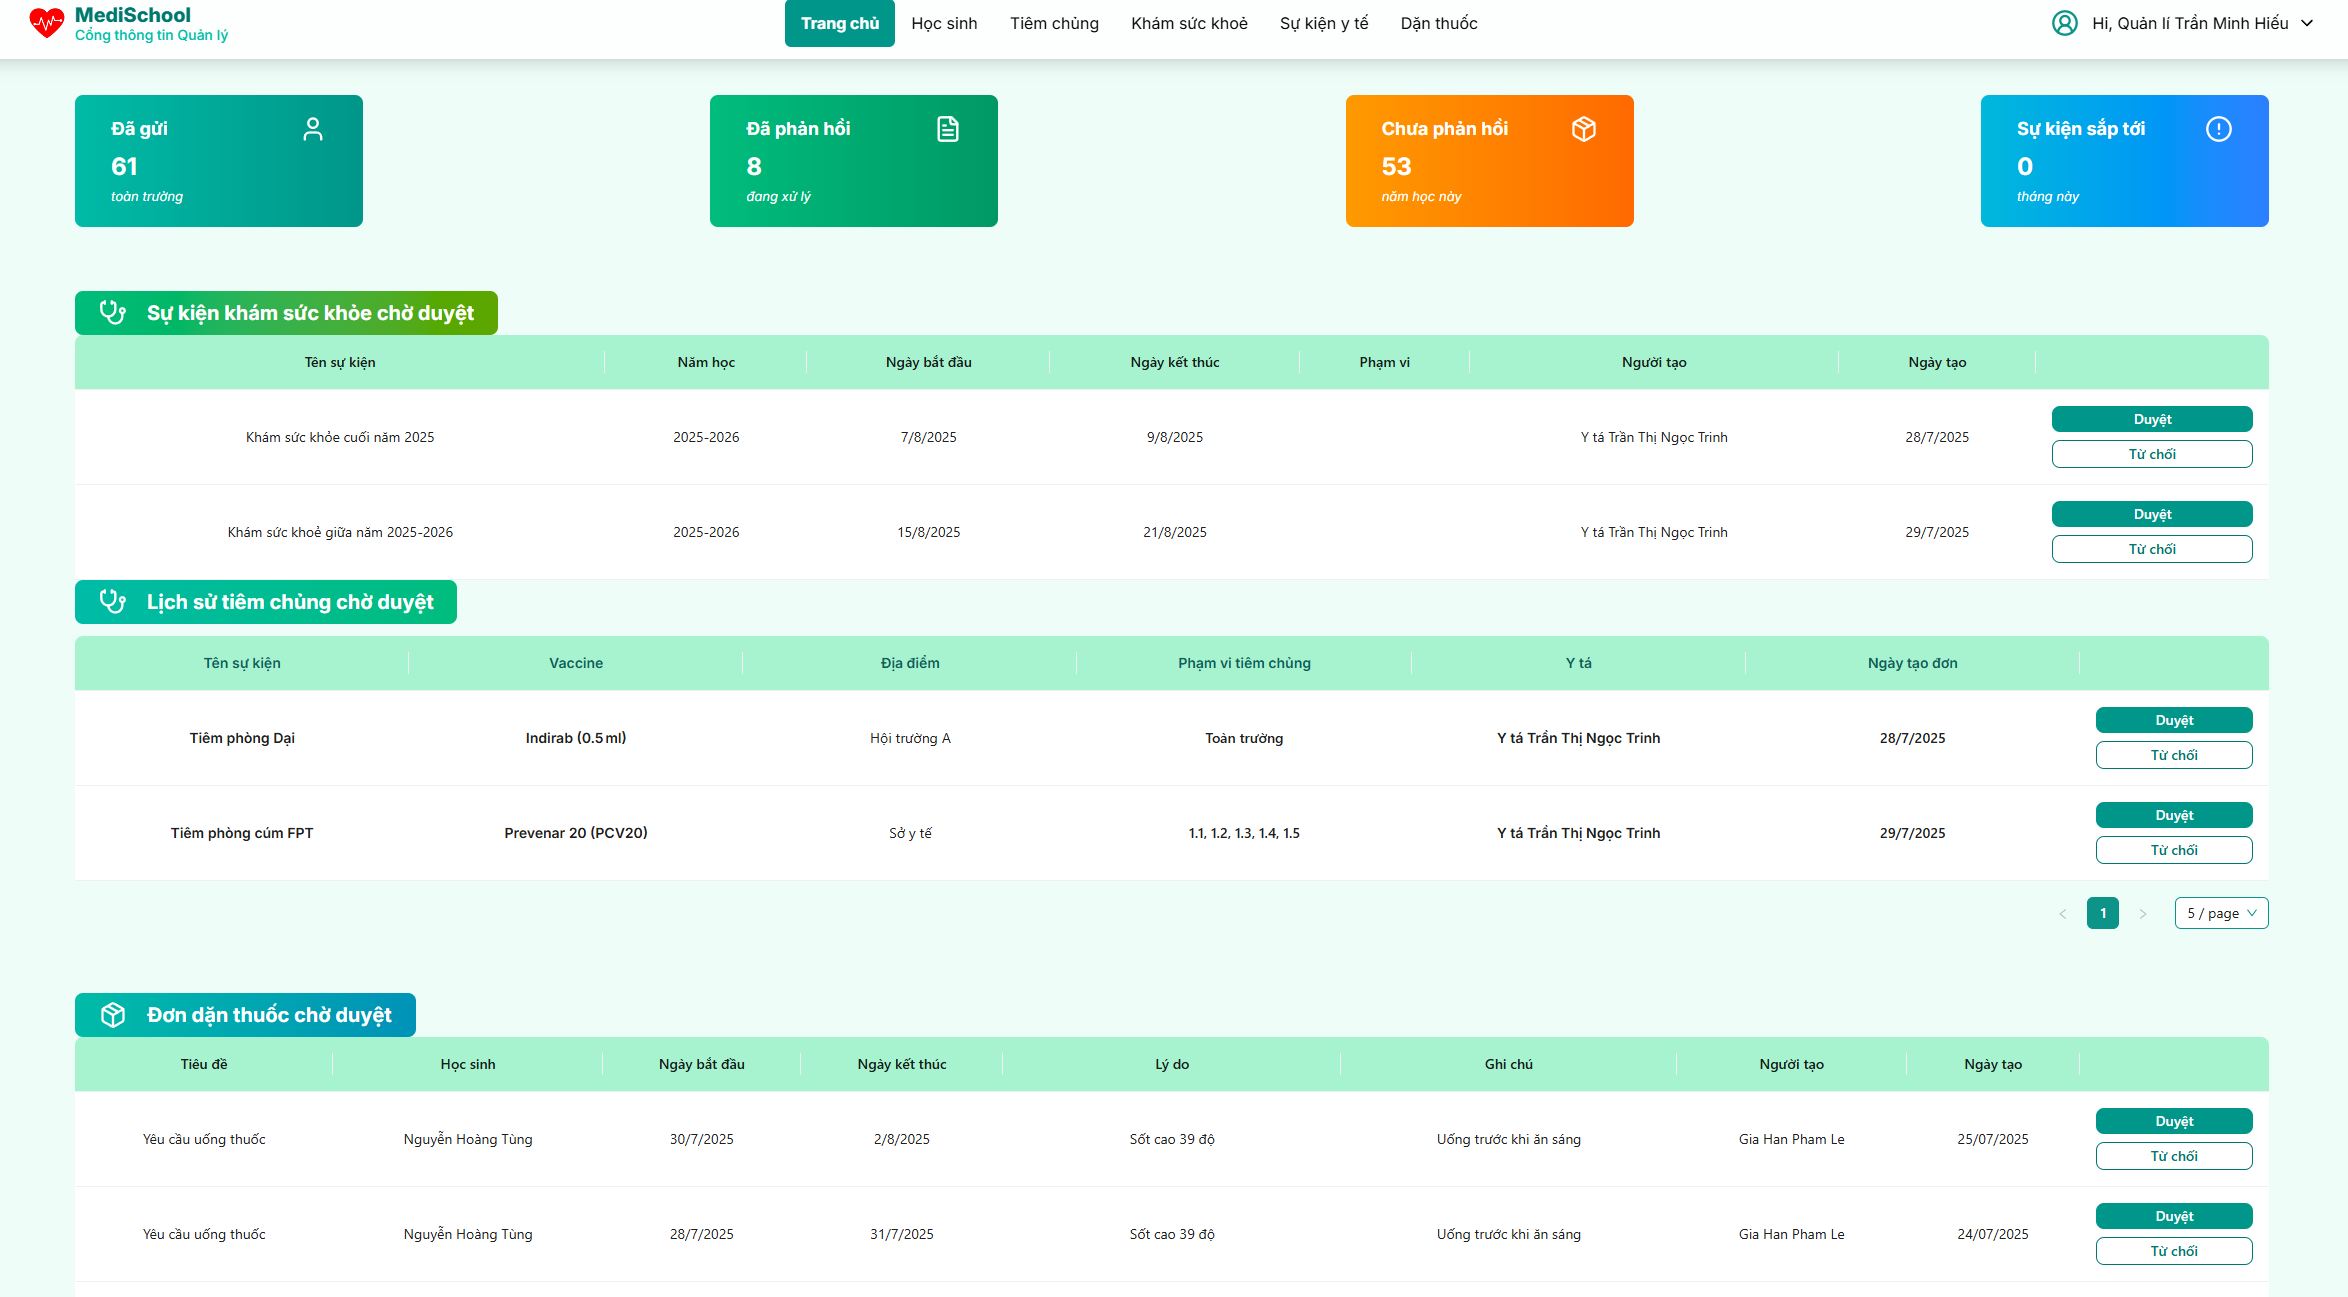 MediSchool
Cổng thông tin Quản lý
Trang chủ
Học sinh
Tiêm chủng
Khám sức khoẻ
Sự kiện y tế
Dặn thuốc
Hi, Quản lí Trần Minh Hiếu
Đã gửi
61
toàn trường
Đã phản hồi
8
đang xử lý
Chưa phản hồi
53
năm học này
Sự kiện sắp tới
0
tháng này
Sự kiện khám sức khỏe chờ duyệt
Tên sự kiện Năm học Ngày bắt đầu Ngày kết thúc Phạm vi Người tạo Ngày tạo
Khám sức khỏe cuối năm 2025 2025-2026 7/8/2025 9/8/2025 Y tá Trần Thị Ngọc Trinh 28/7/2025
Duyệt
Từ chối
Khám sức khoẻ giữa năm 2025-2026 2025-2026 15/8/2025 21/8/2025 Y tá Trần Thị Ngọc Trinh 29/7/2025
Duyệt
Từ chối
Lịch sử tiêm chủng chờ duyệt
Tên sự kiện Vaccine Địa điểm Phạm vi tiêm chủng Y tá Ngày tạo đơn
Tiêm phòng Dại Indirab (0.5 ml) Hội trường A Toàn trường Y tá Trần Thị Ngọc Trinh 28/7/2025
Duyệt
Từ chối
Tiêm phòng cúm FPT Prevenar 20 (PCV20) Sở y tế 1.1, 1.2, 1.3, 1.4, 1.5 Y tá Trần Thị Ngọc Trinh 29/7/2025
Duyệt
Từ chối
< 1 > 5 / page
Đơn dặn thuốc chờ duyệt
Tiêu đề Học sinh Ngày bắt đầu Ngày kết thúc Lý do Ghi chú Người tạo Ngày tạo
Yêu cầu uống thuốc Nguyễn Hoàng Tùng 30/7/2025 2/8/2025 Sốt cao 39 độ Uống trước khi ăn sáng Gia Han Pham Le 25/07/2025
Duyệt
Từ chối
Yêu cầu uống thuốc Nguyễn Hoàng Tùng 28/7/2025 31/7/2025 Sốt cao 39 độ Uống trước khi ăn sáng Gia Han Pham Le 24/07/2025
Duyệt
Từ chối